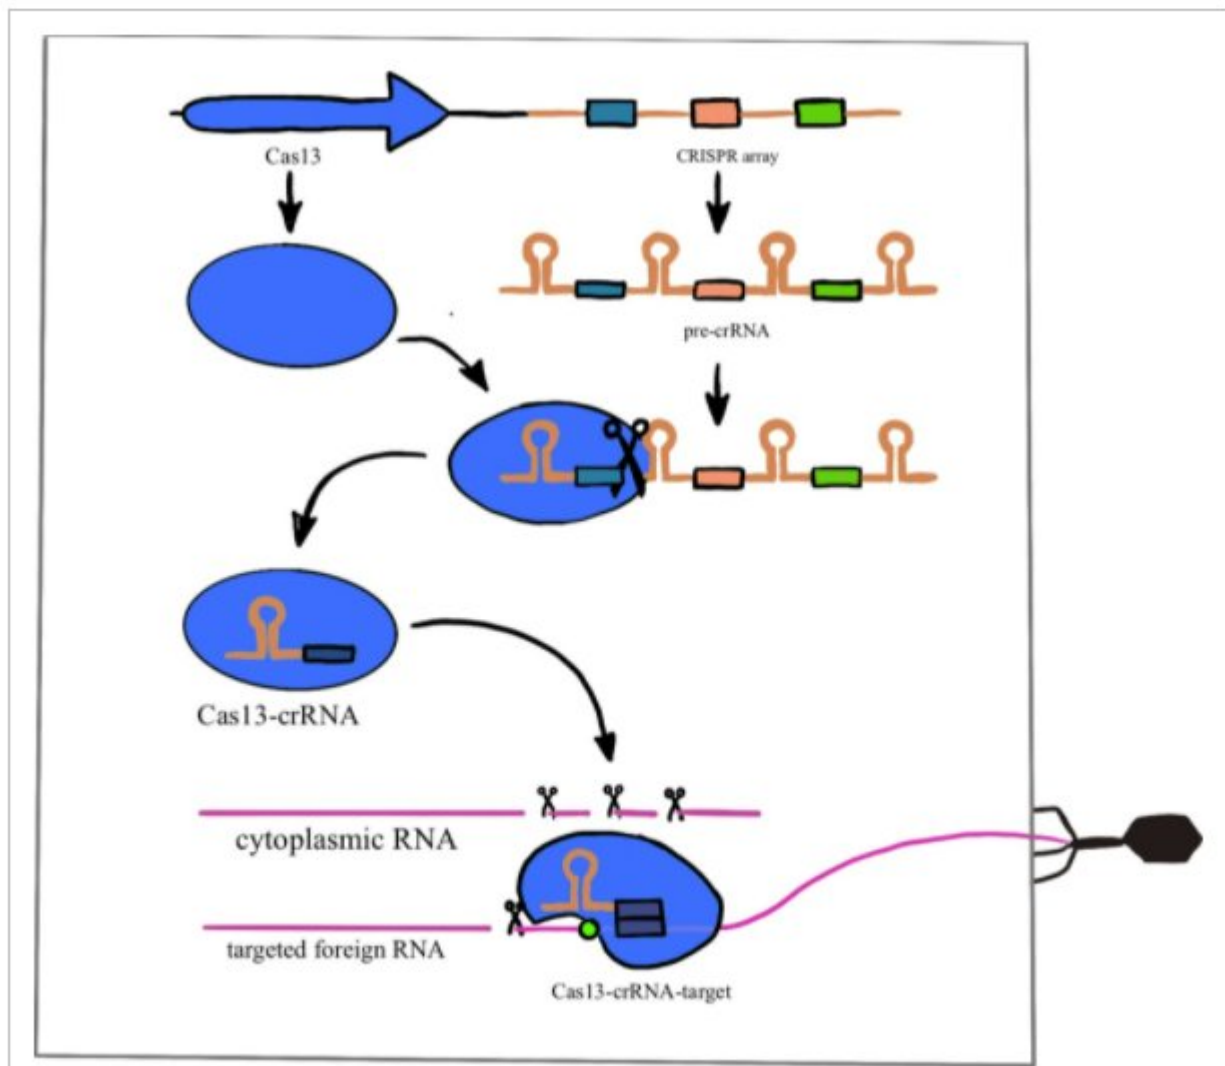 Cas13
CRISPR array
pre-crRNA
Cas13-crRNA
cytoplasmic RNA
targeted foreign RNA
Cas13-crRNA-target